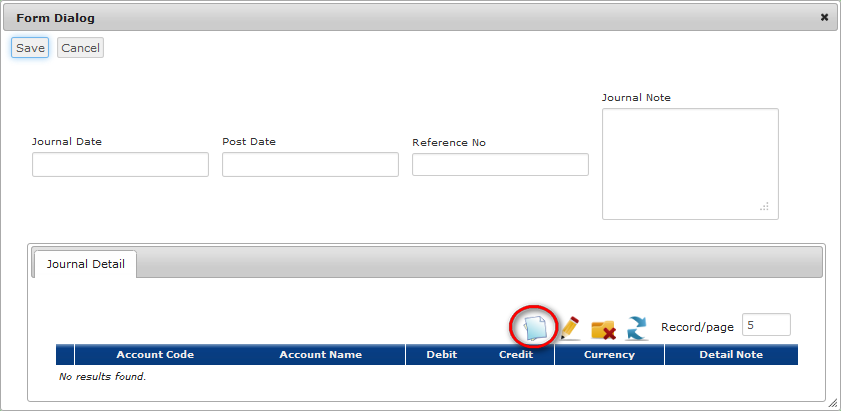 Form Dialog
Save Cancel
Journal Note
Journal Date Post Date Reference No
Journal Detail
Record/page 5
Account Code Account Name Debit Credit Currency Detail Note
No results found.